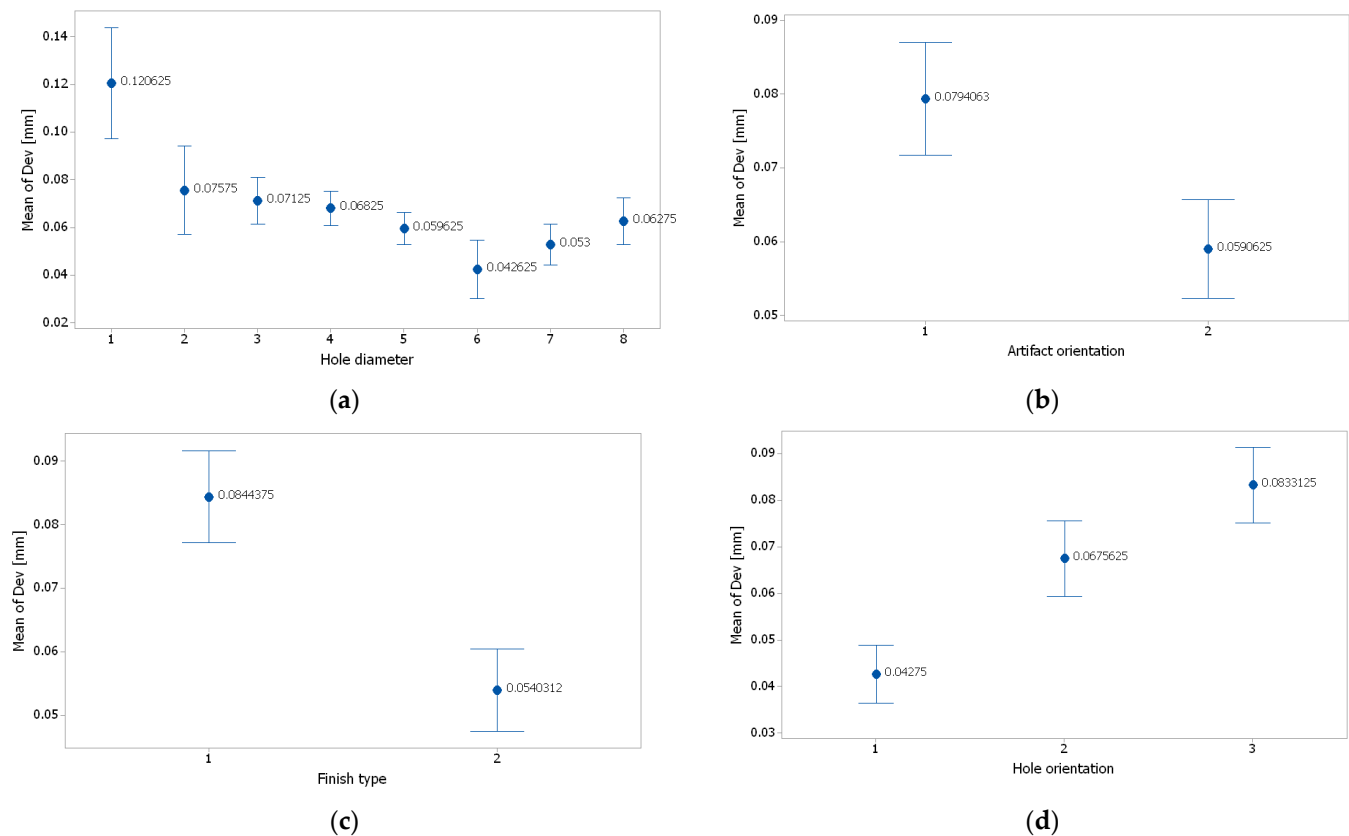 0.14
0.12
0.10
0.08
0.06
0.04
0.02
Mean of Dev [mm]
0.120625
0.07575
0.07125
0.06825
0.059625
0.042625
0.053
0.06275
1 2 3 4 5 6 7 8
Hole diameter
(a)
0.09
0.08
0.07
0.06
0.05
Mean of Dev [mm]
0.0794063
0.0590625
1 2
Artifact orientation
(b)
0.09
0.08
0.07
0.06
0.05
Mean of Dev [mm]
0.0844375
0.0540312
1 2
Finish type
(c)
0.09
0.08
0.07
0.06
0.05
0.04
0.03
Mean of Dev [mm]
0.04275
0.0675625
0.0833125
1 2 3
Hole orientation
(d)